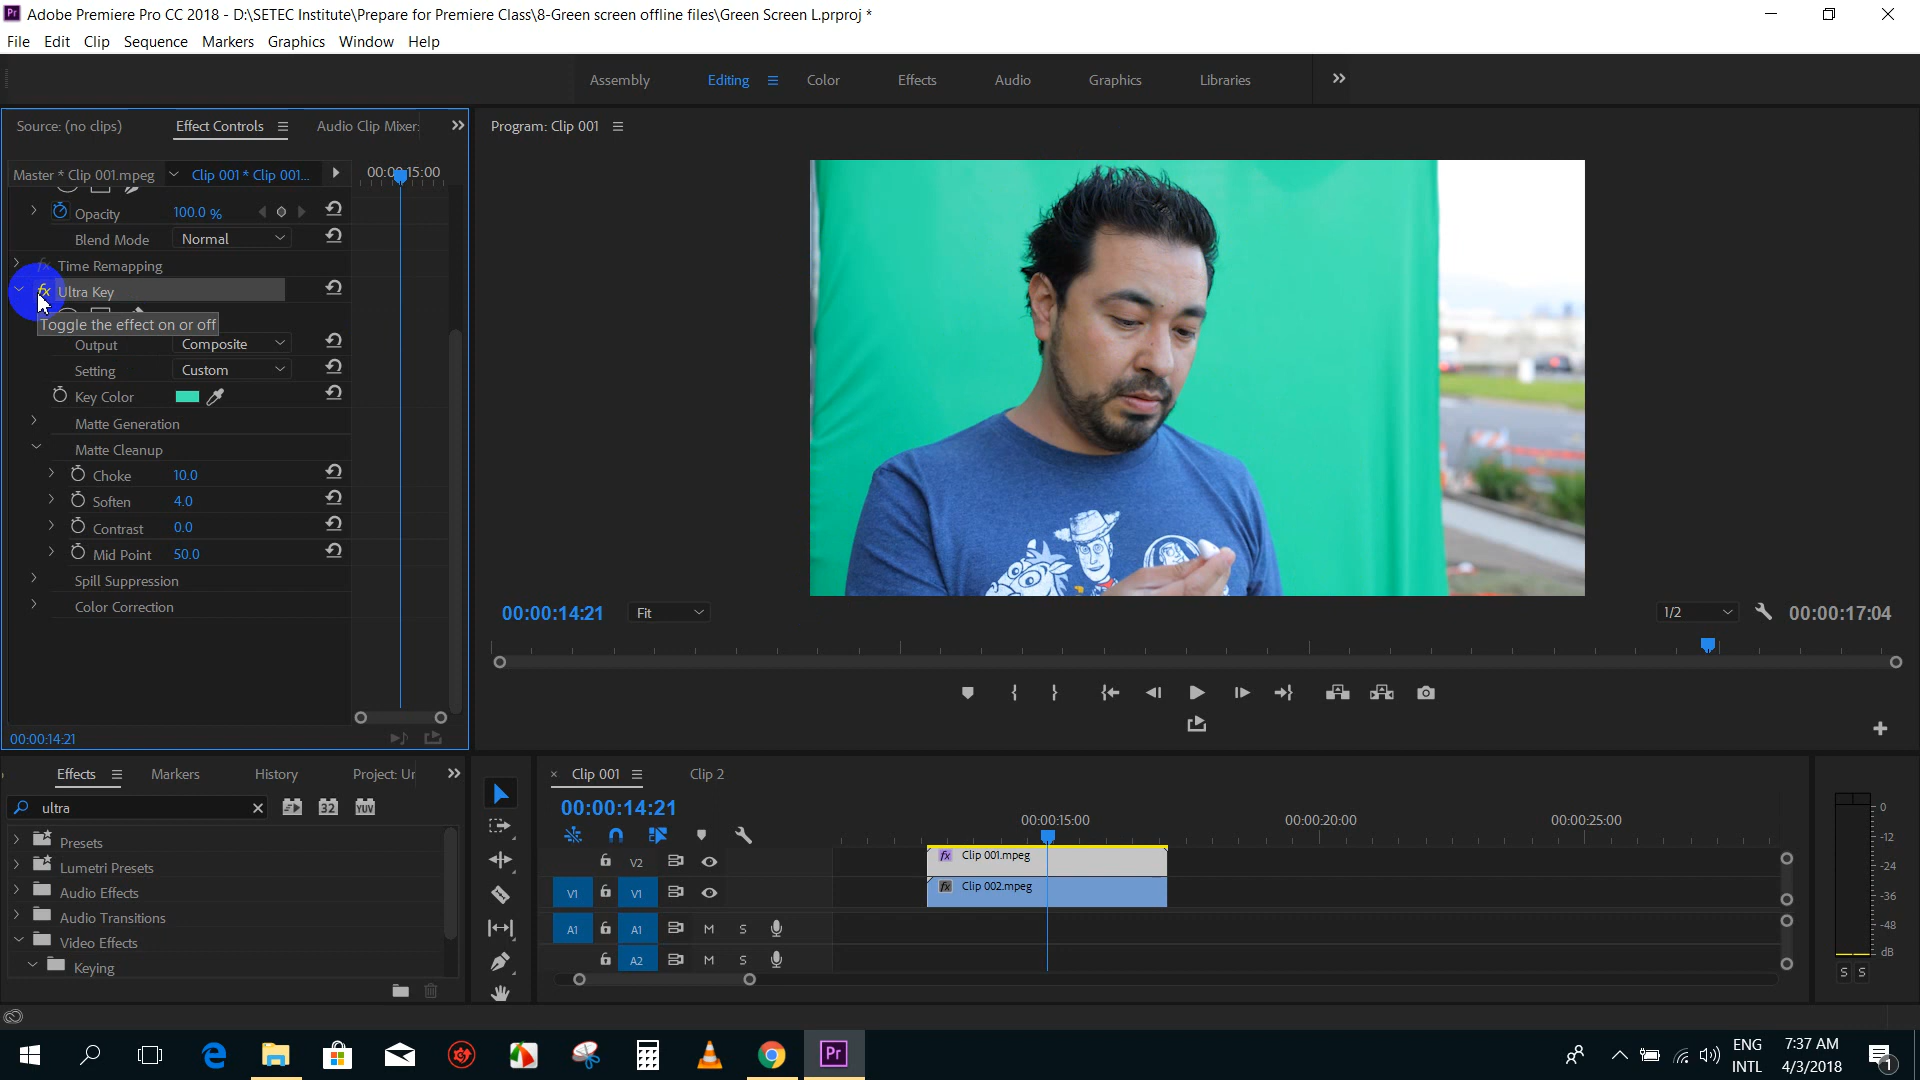 Pr Adobe Premiere Pro CC 2018 - D:\SETEC Institute\Prepare for Premiere Class\8-Green screen offline files\Green Screen L.prproj *
File Edit Clip Sequence Markers Graphics Window Help
Assembly Editing Color Effects Audio Graphics Libraries
Source: (no clips) Effect Controls Audio Clip Mixer:
Program: Clip 001
Master * Clip 001.mpeg Clip 001 * Clip 001... 00:00:15:00
Opacity 100.0 %
Blend Mode Normal
fx Time Remapping
fx Ultra Key
Toggle the effect on or off
Output Composite
Setting Custom
Key Color
Matte Generation
Matte Cleanup
Choke 10.0
Soften 4.0
Contrast 0.0
Mid Point 50.0
Spill Suppression
Color Correction
00:00:14:21 Fit 1/2 00:00:17:04
00:00:14:21
Effects Markers History Project: Ur
ultra 32 YUV
Presets
Lumetri Presets
Audio Effects
Audio Transitions
Video Effects
Keying
Clip 001 Clip 2
00:00:14:21
00:00:15:00 00:00:20:00 00:00:25:00
V2 fx Clip 001.mpeg
V1 V1 fx Clip 002.mpeg
A1 A1 M S
A2 M S
0
-12
-24
-36
-48
dB
S S
Pr
ENG
INTL
7:37 AM
4/3/2018
1